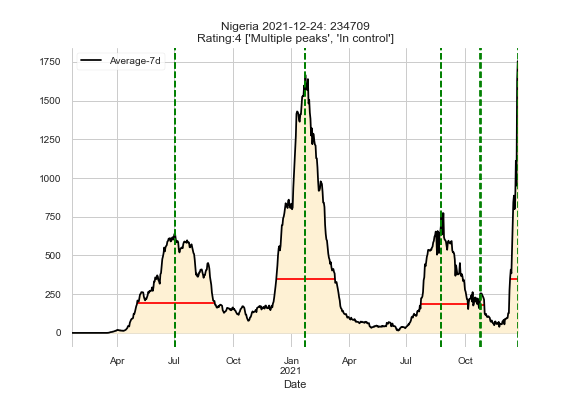 Nigeria 2021-12-24: 234709
Rating:4 ['Multiple peaks', 'In control']
Average-7d
1750
1500
1250
1000
750
500
250
0
Apr Jul Oct Jan Apr Jul Oct
2021
Date